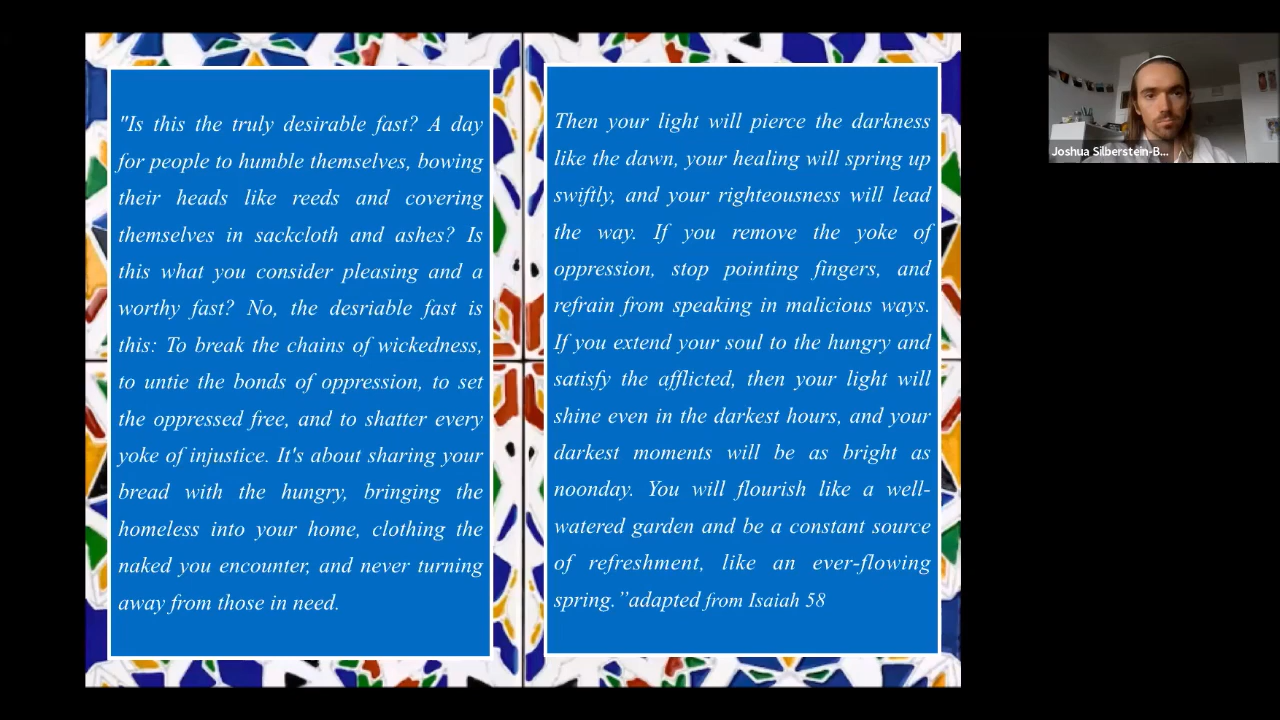 "Is this the truly desirable fast? A day
for people to humble themselves, bowing
their heads like reeds and covering
themselves in sackcloth and ashes? Is
this what you consider pleasing and a
worthy fast? No, the desriable fast is
this: To break the chains of wickedness,
to untie the bonds of oppression, to set
the oppressed free, and to shatter every
yoke of injustice. It's about sharing your
bread with the hungry, bringing the
homeless into your home, clothing the
naked you encounter, and never turning
away from those in need.
Then your light will pierce the darkness
like the dawn, your healing will spring up
swiftly, and your righteousness will lead
the way. If you remove the yoke of
oppression, stop pointing fingers, and
refrain from speaking in malicious ways.
If you extend your soul to the hungry and
satisfy the afflicted, then your light will
shine even in the darkest hours, and your
darkest moments will be as bright as
noonday. You will flourish like a well-
watered garden and be a constant source
of refreshment, like an ever-flowing
spring.”adapted from Isaiah 58
Joshua Silberstein-B...